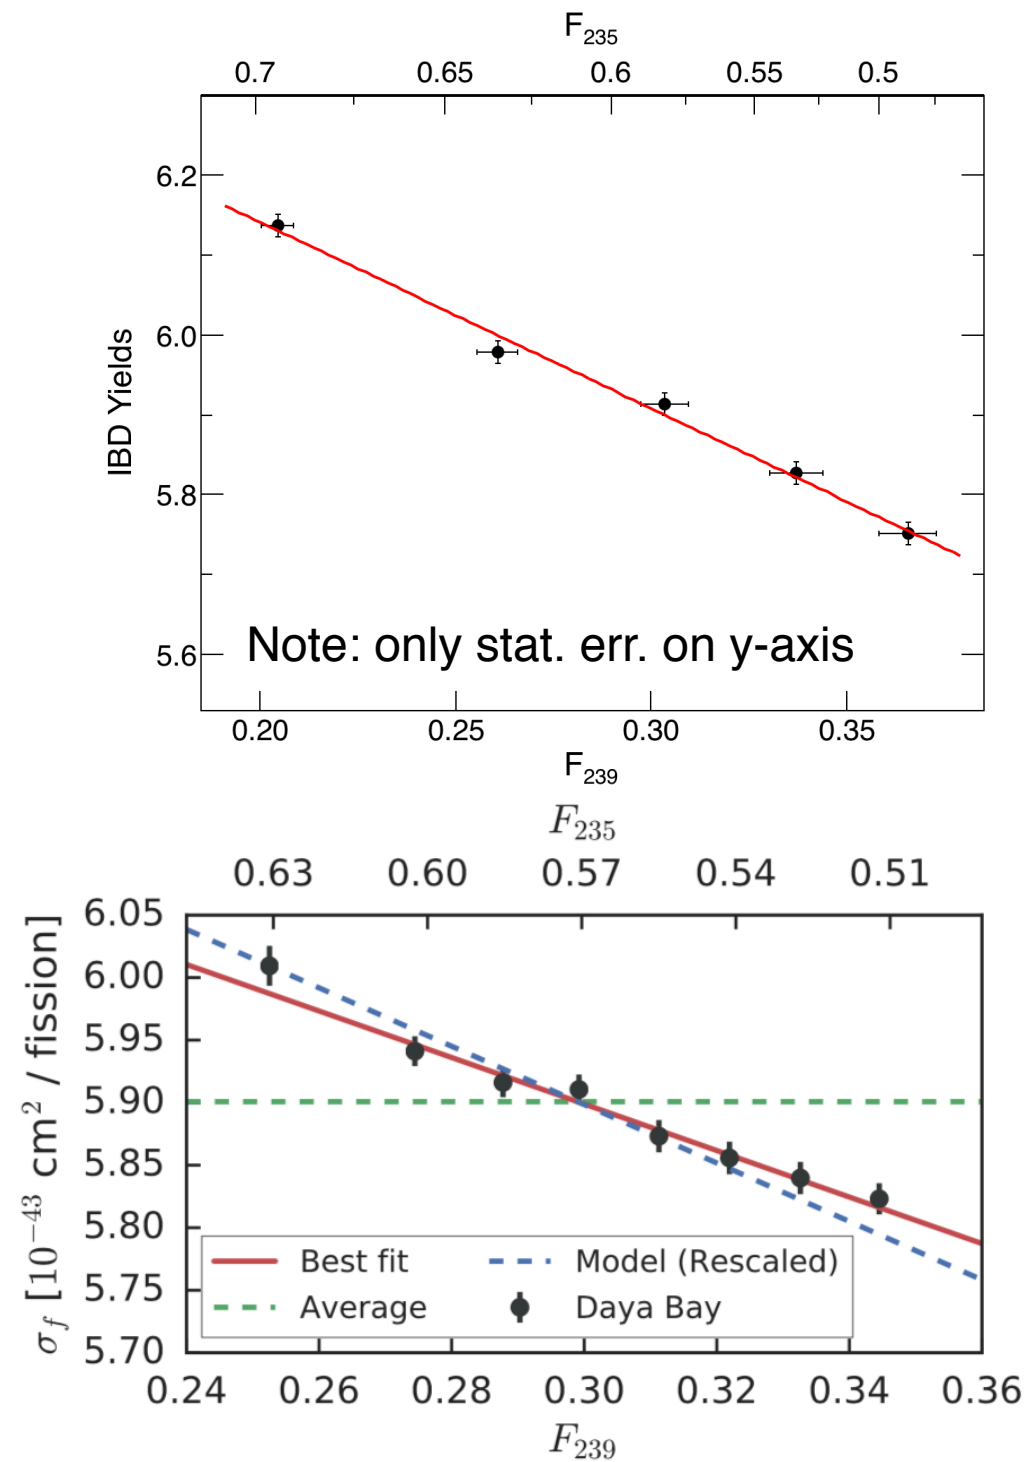 F235
0.7 0.65 0.6 0.55 0.5
6.2
6.0
5.8
5.6
IBD Yields
Note: only stat. err. on y-axis
0.20 0.25 0.30 0.35
F239
F235
0.63 0.60 0.57 0.54 0.51
6.05
6.00
5.95
5.90
5.85
5.80
5.75
5.70
σf [10−43 cm2 / fission]
Best fit Model (Rescaled)
Average Daya Bay
0.24 0.26 0.28 0.30 0.32 0.34 0.36
F239